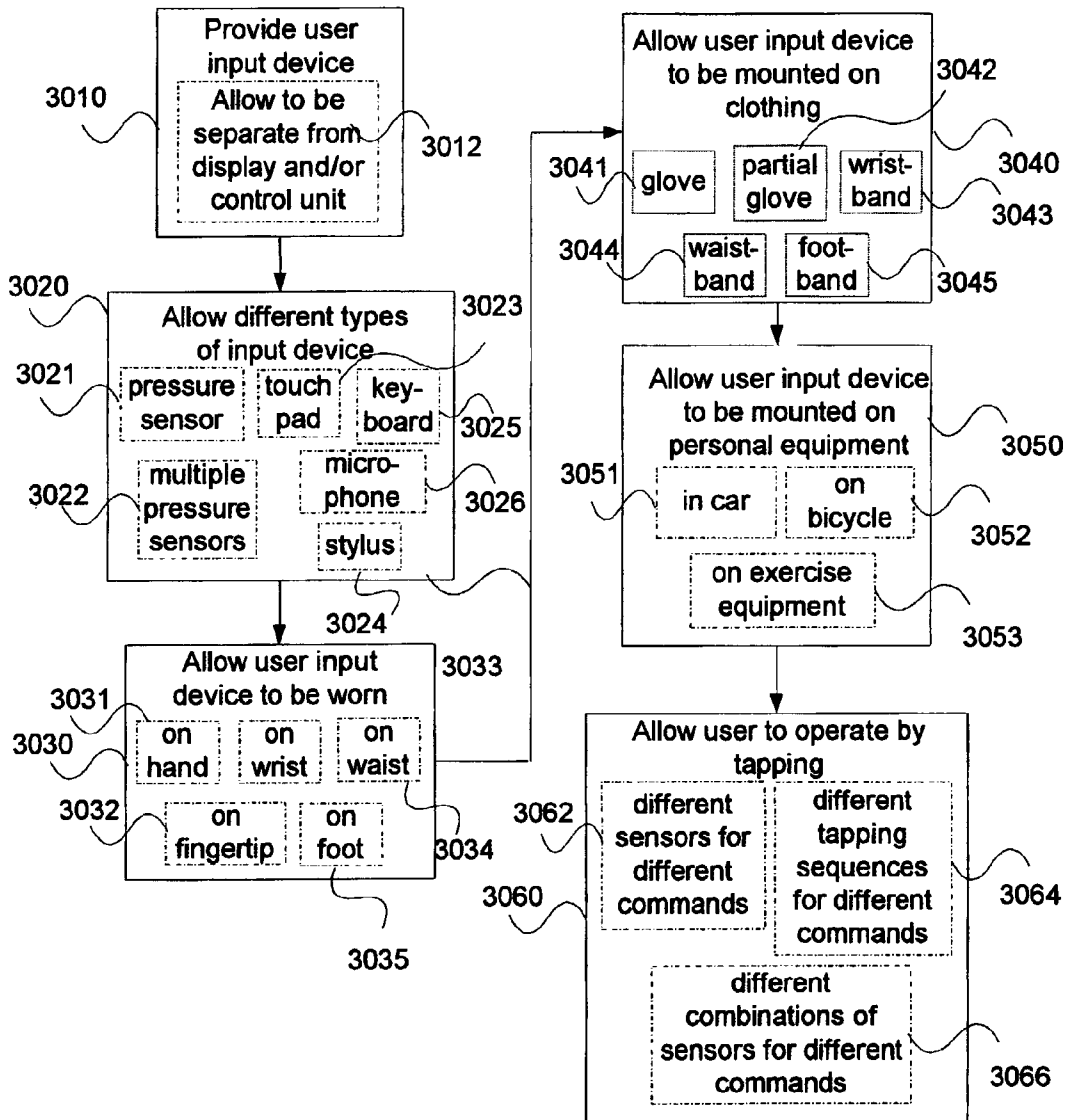 Provide user
input device
3010
Allow to be
separate from
display and/or
control unit
3012
3020
Allow different types
of input device
3023
3021
pressure
sensor
touch
pad
key-
board
3025
3022
multiple
pressure
sensors
micro-
phone
3026
stylus
3024
Allow user input
device to be worn
3033
3031
3030
on
hand
on
wrist
on
waist
3032
on
fingertip
on
foot
3034
3035
Allow user input device
to be mounted on
clothing
3042
3040
3041
glove
partial
glove
wrist-
band
3043
3044
waist-
band
foot-
band
3045
Allow user input device
to be mounted on
personal equipment
3050
3051
in car
on
bicycle
3052
on exercise
equipment
3053
Allow user to operate by
tapping
3062
different
sensors for
different
commands
different
tapping
sequences
for different
commands
3064
3060
different
combinations of
sensors for different
commands
3066